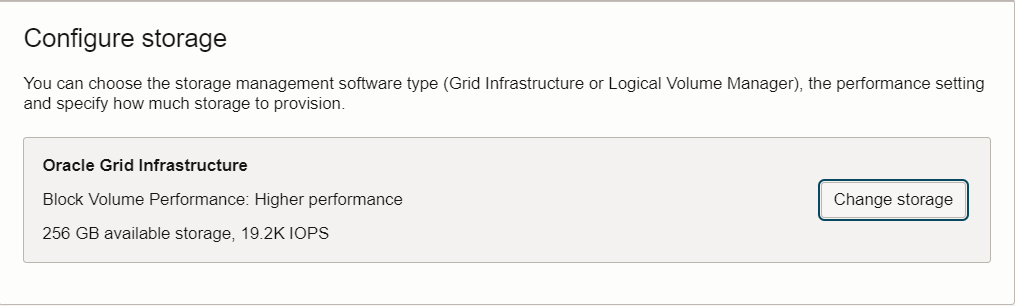 Configure storage
You can choose the storage management software type (Grid Infrastructure or Logical Volume Manager), the performance setting
and specify how much storage to provision.
Oracle Grid Infrastructure
Block Volume Performance: Higher performance
Change storage
256 GB available storage, 19.2K IOPS